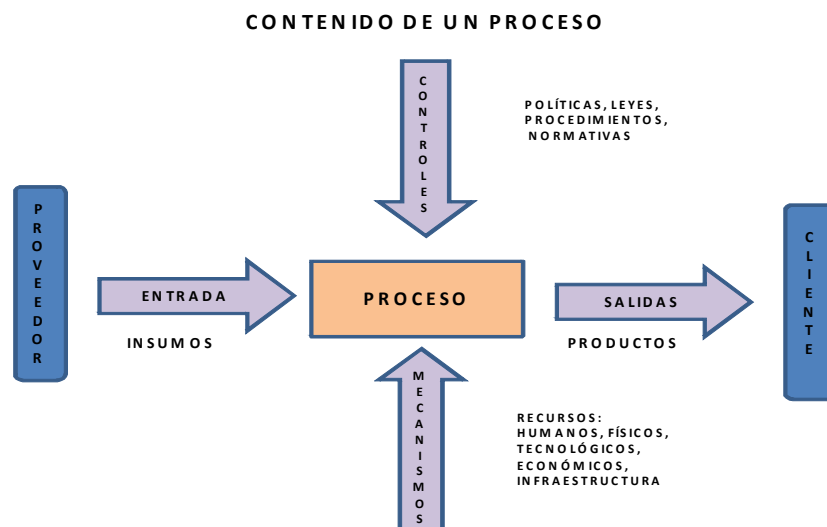 CONTENIDO DE UN PROCESO
CONTROLES
POLÍTICAS, LEYES,
PROCEDIMIENTOS,
NORMATIVAS
PROVEEDOR
ENTRADA
INSUMOS
PROCESO
SALIDAS
PRODUCTOS
CLIENTE
MECANISMOS
RECURSOS:
HUMANOS, FÍSICOS,
TECNOLÓGICOS,
ECONÓMICOS,
INFRAESTRUCTURA